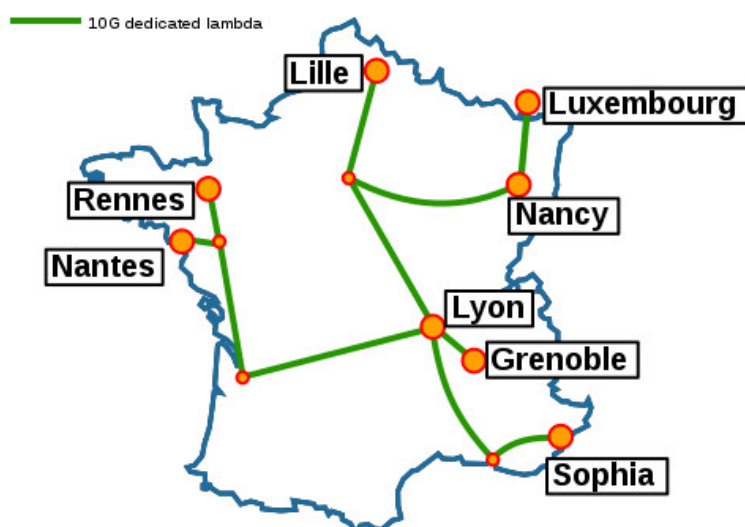 10G dedicated lambda
Lille
Luxembourg
Rennes
Nancy
Nantes
Lyon
Grenoble
Sophia